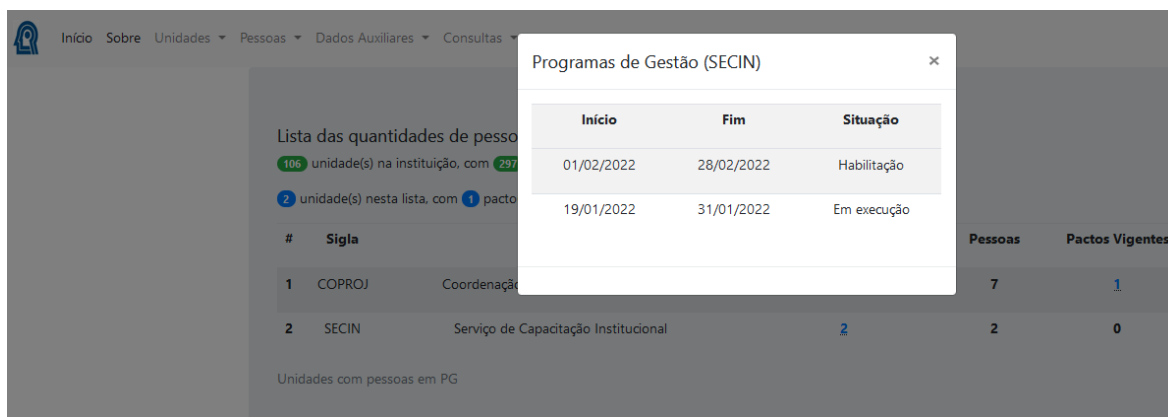 Início Sobre Unidades Pessoas Dados Auxiliares Consultas
Programas de Gestão (SECIN) ×
Início Fim Situação
01/02/2022 28/02/2022 Habilitação
19/01/2022 31/01/2022 Em execução
Lista das quantidades de pesso
106 unidade(s) na instituição, com 297
2 unidade(s) nesta lista, com 1 pacto
# Sigla Pessoas Pactos Vigentes
1 COPROJ Coordenação 7 1
2 SECIN Serviço de Capacitação Institucional 2 2 0
Unidades com pessoas em PG